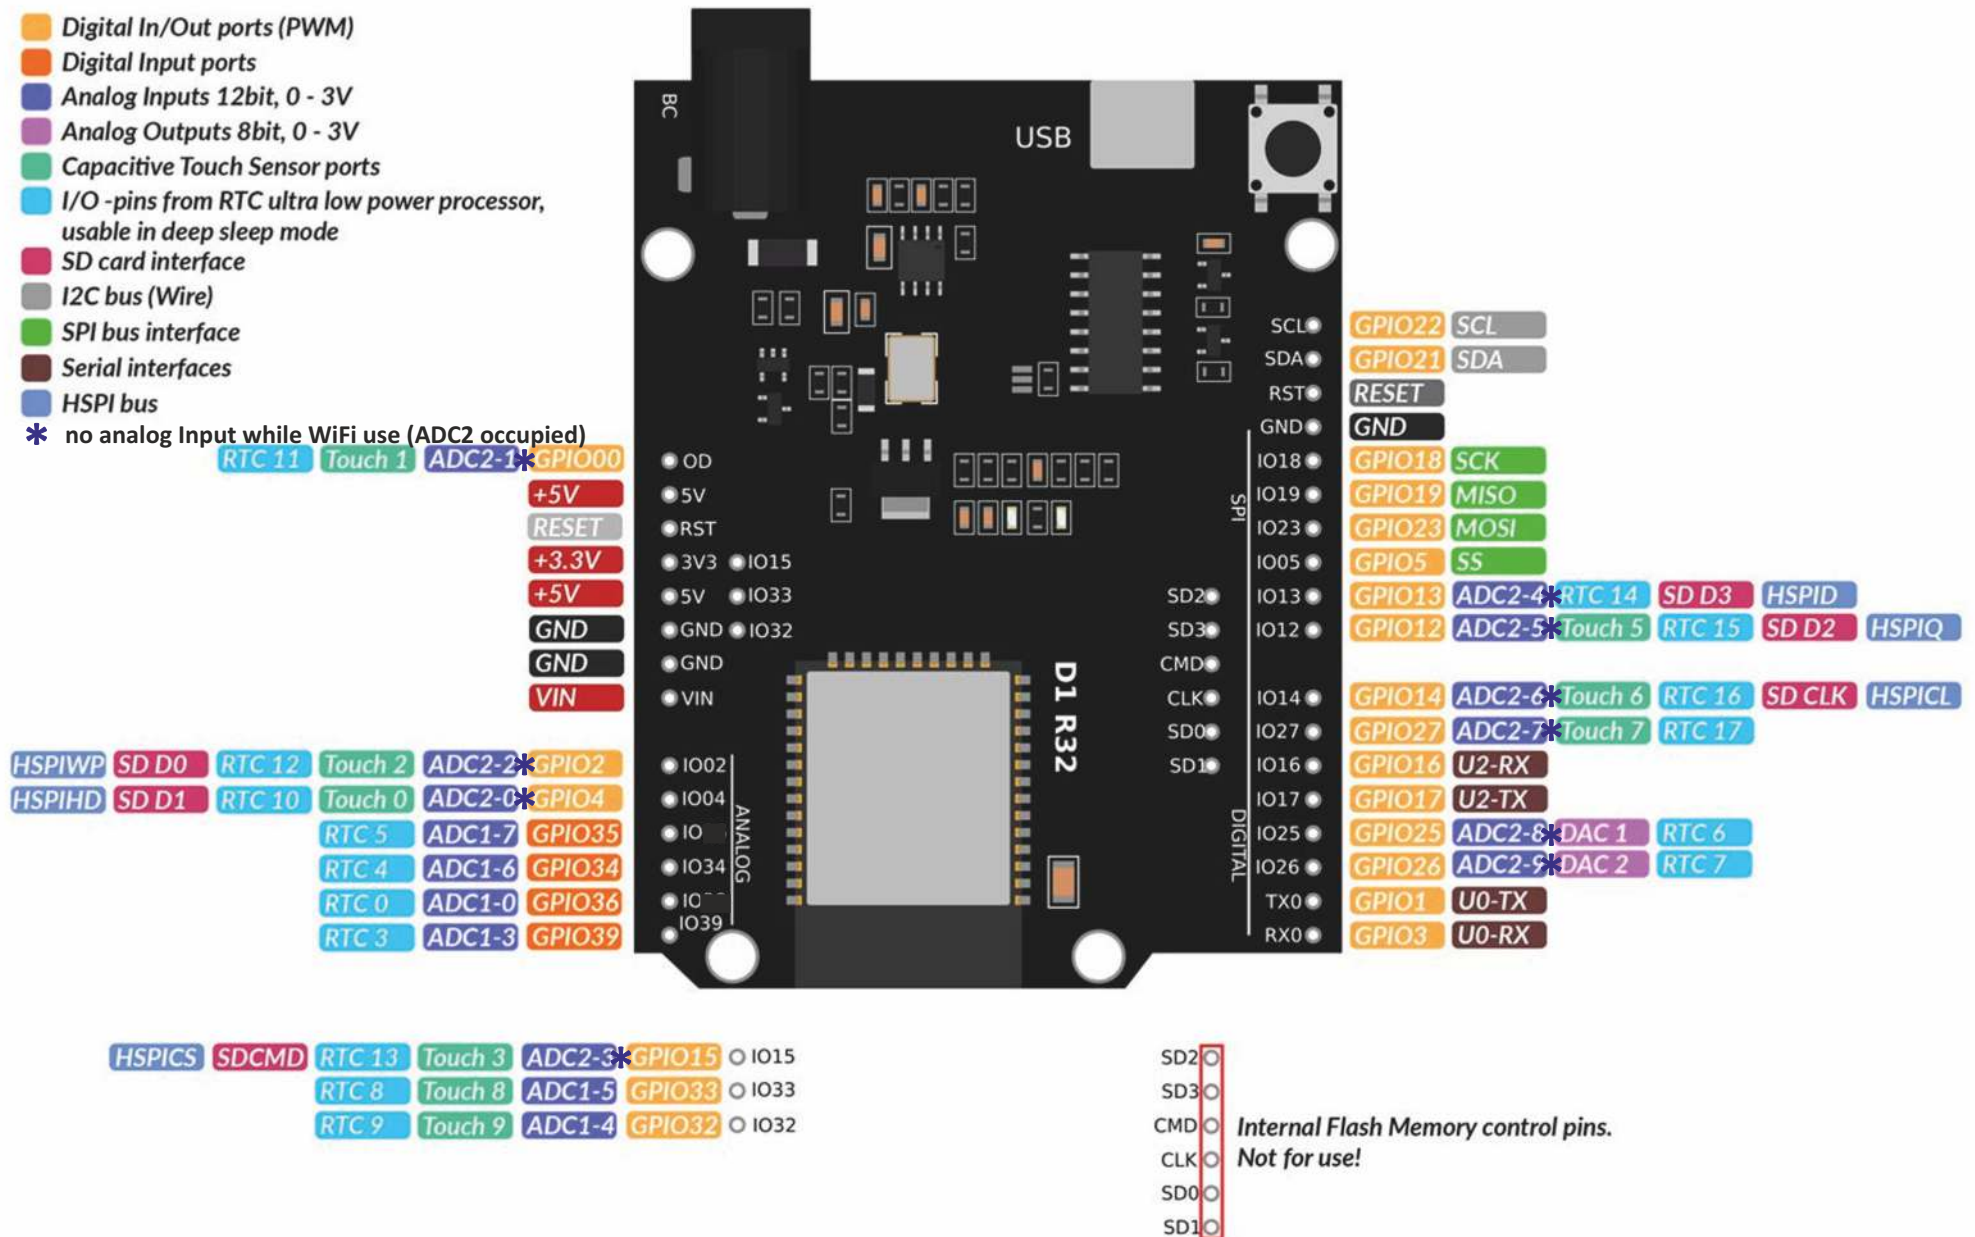 Digital In/Out ports (PWM)
Digital Input ports
Analog Inputs 12bit, 0 - 3V
Analog Outputs 8bit, 0 - 3V
Capacitive Touch Sensor ports
I/O -pins from RTC ultra low power processor,
usable in deep sleep mode
SD card interface
I2C bus (Wire)
SPI bus interface
Serial interfaces
HSPI bus
* no analog Input while WiFi use (ADC2 occupied)
BC
USB
RTC 11 Touch 1 ADC2-1* GPIO00 OD
+5V 5V
RESET RST
+3.3V 3V3 IO15
+5V 5V IO33
GND GND IO32
GND GND
VIN VIN
HSPIWP SD D0 RTC 12 Touch 2 ADC2-2* GPIO2 IO02
HSPIHD SD D1 RTC 10 Touch 0 ADC2-0* GPIO4 IO04
RTC 5 ADC1-7 GPIO35 IO
RTC 4 ADC1-6 GPIO34 IO34
RTC 0 ADC1-0 GPIO36
RTC 3 ADC1-3 GPIO39 IO39
ANALOG
D1 R32
SCL GPIO22 SCL
SDA GPIO21 SDA
RST RESET
GND GND
IO18 GPIO18 SCK
IO19 GPIO19 MISO
IO23 GPIO23 MOSI
IO05 GPIO5 SS
SD2 IO13 GPIO13 ADC2-4* RTC 14 SD D3 HSPID
SD3 IO12 GPIO12 ADC2-5* Touch 5 RTC 15 SD D2 HSPIQ
CMD
CLK IO14 GPIO14 ADC2-6* Touch 6 RTC 16 SD CLK HSPICL
SD0 IO27 GPIO27 ADC2-7* Touch 7 RTC 17
SD1 IO16 GPIO16 U2-RX
IO17 GPIO17 U2-TX
IO25 GPIO25 ADC2-8* DAC 1 RTC 6
IO26 GPIO26 ADC2-9* DAC 2 RTC 7
TX0 GPIO1 U0-TX
RX0 GPIO3 U0-RX
SPI
DIGITAL
HSPICS SDCMD RTC 13 Touch 3 ADC2-3* GPIO15 IO15
RTC 8 Touch 8 ADC1-5 GPIO33 IO33
RTC 9 Touch 9 ADC1-4 GPIO32 IO32
SD2
SD3
CMD
CLK
SD0
SD1
Internal Flash Memory control pins.
Not for use!